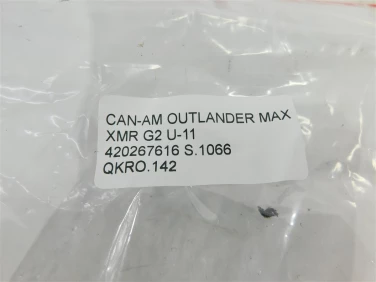 CAN-AM OUTLANDER MAX
XMR G2 U-11
420267616 S.1066
QKRO.142